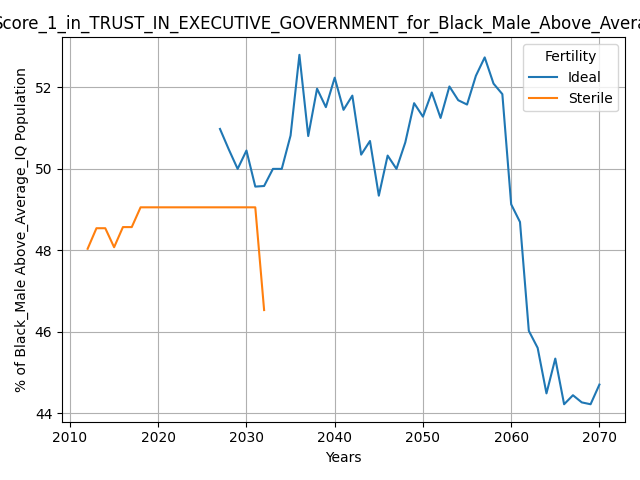 Score_1_in_TRUST_IN_EXECUTIVE_GOVERNMENT_for_Black_Male_Above_Avera
Fertility
Ideal
Sterile
% of Black_Male Above_Average_IQ Population
52
50
48
46
44
2010 2020 2030 2040 2050 2060 2070
Years